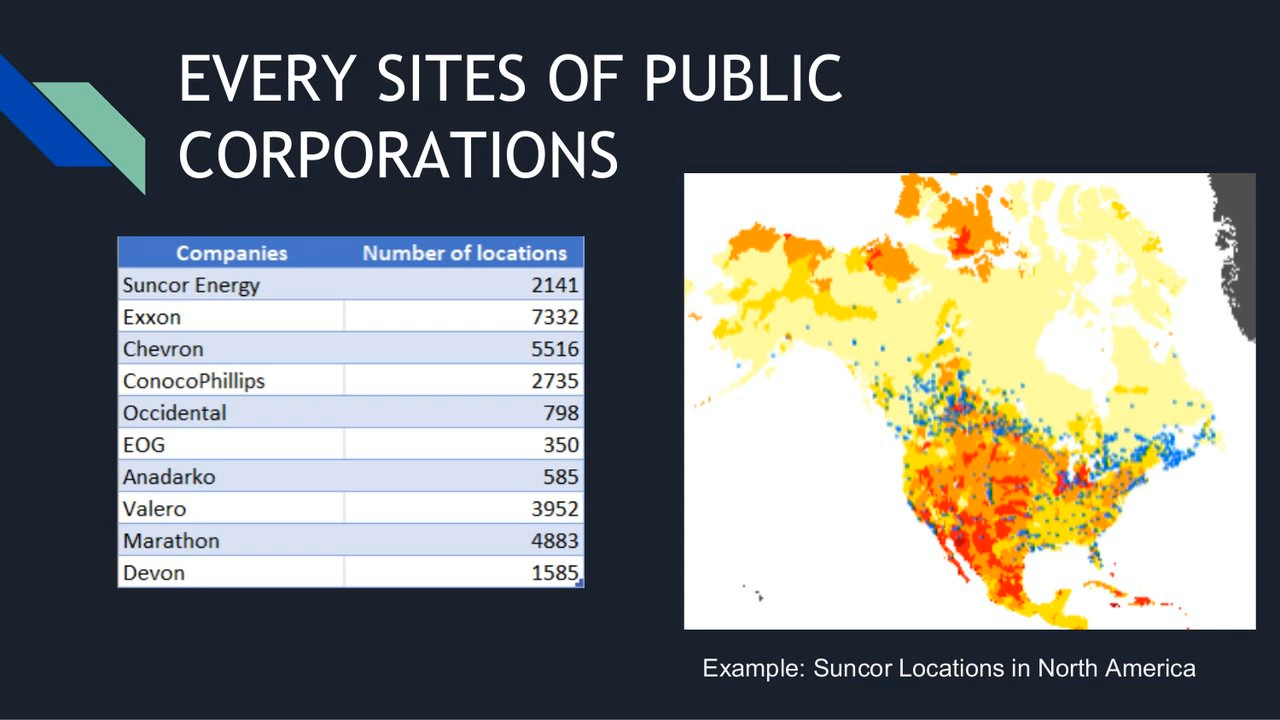 EVERY SITES OF PUBLIC
CORPORATIONS
Companies Number of locations
Suncor Energy 2141
Exxon 7332
Chevron 5516
ConocoPhillips 2735
Occidental 798
EOG 350
Anadarko 585
Valero 3952
Marathon 4883
Devon 1585
Example: Suncor Locations in North America